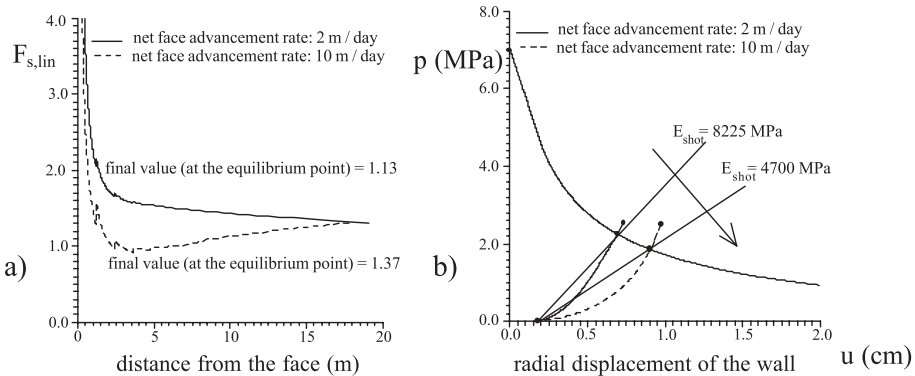 4.0
net face advancement rate: 2 m / day
net face advancement rate: 10 m / day
F s,lin
3.0
2.0
final value (at the equilibrium point) = 1.13
1.0
final value (at the equilibrium point) = 1.37
a)
0.0
0 5 10 15 20
distance from the face (m)
8.0
net face advancement rate: 2 m / day
net face advancement rate: 10 m / day
p (MPa)
6.0
E shot = 8225 MPa
E shot = 4700 MPa
4.0
2.0
b)
0.0
0.0 0.5 1.0 1.5 2.0
radial displacement of the wall u (cm)